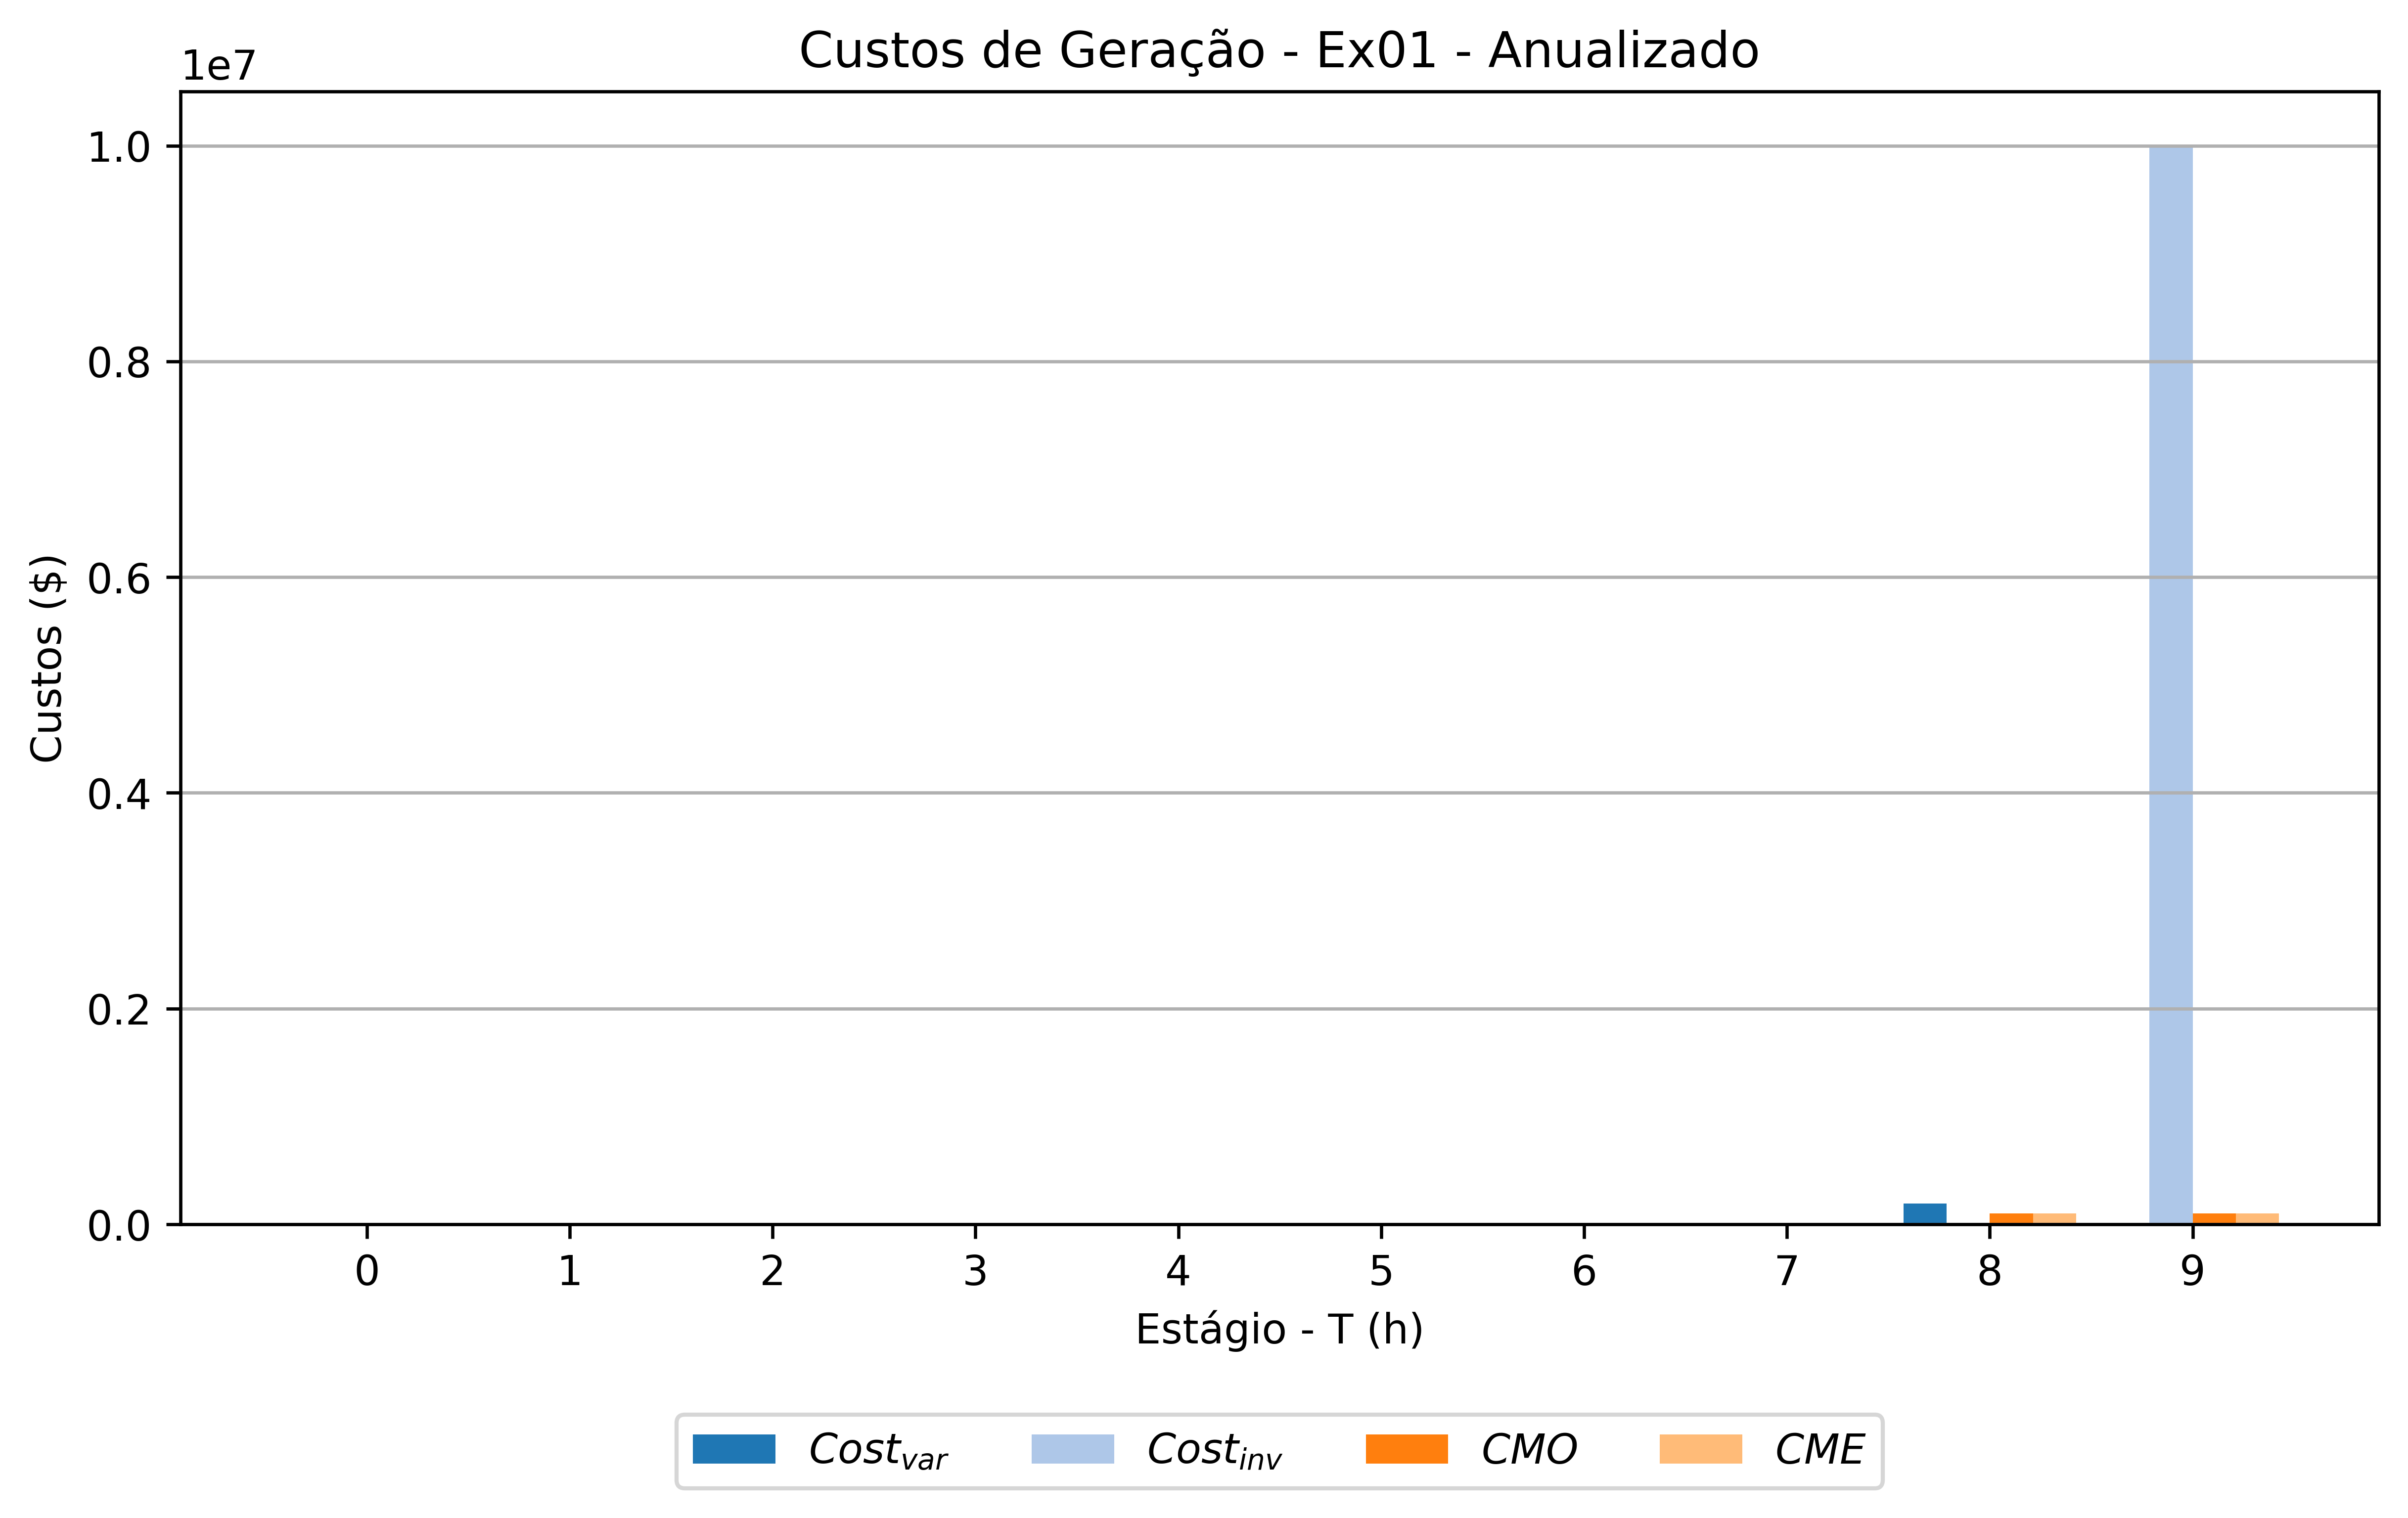 Custos de Geração - Ex01 - Anualizado
1e7
1.0
0.8
0.6
0.4
0.2
0.0
Custos ($)
0 1 2 3 4 5 6 7 8 9
Estágio - T (h)
Cost_var Cost_inv CMO CME